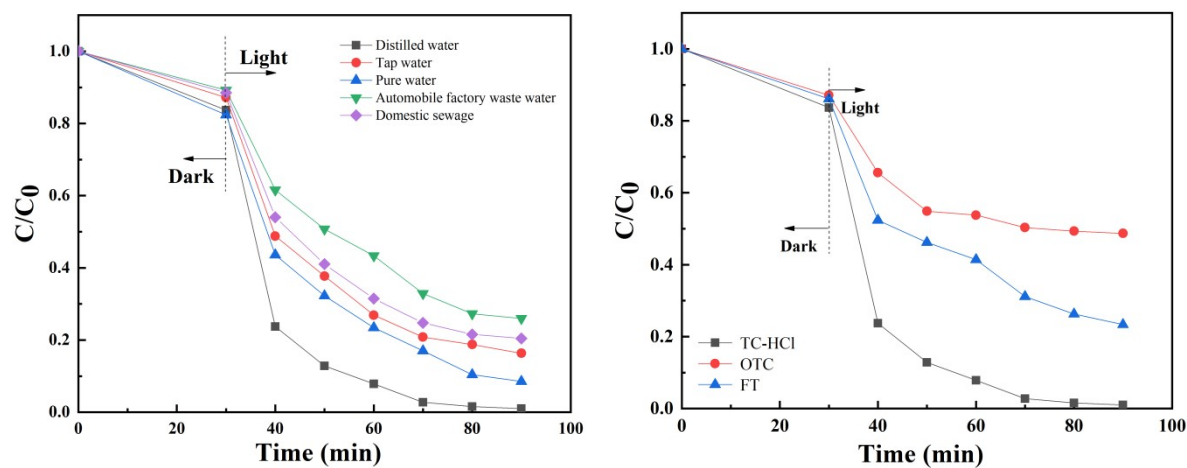 1.0
0.8
0.6
0.4
0.2
0.0
C/C0
Light
Dark
Distilled water
Tap water
Pure water
Automobile factory waste water
Domestic sewage
0
20
40
60
80
100
Time (min)
1.0
0.8
0.6
0.4
0.2
0.0
C/C0
Light
Dark
TC-HCl
OTC
FT
0
20
40
60
80
100
Time (min)